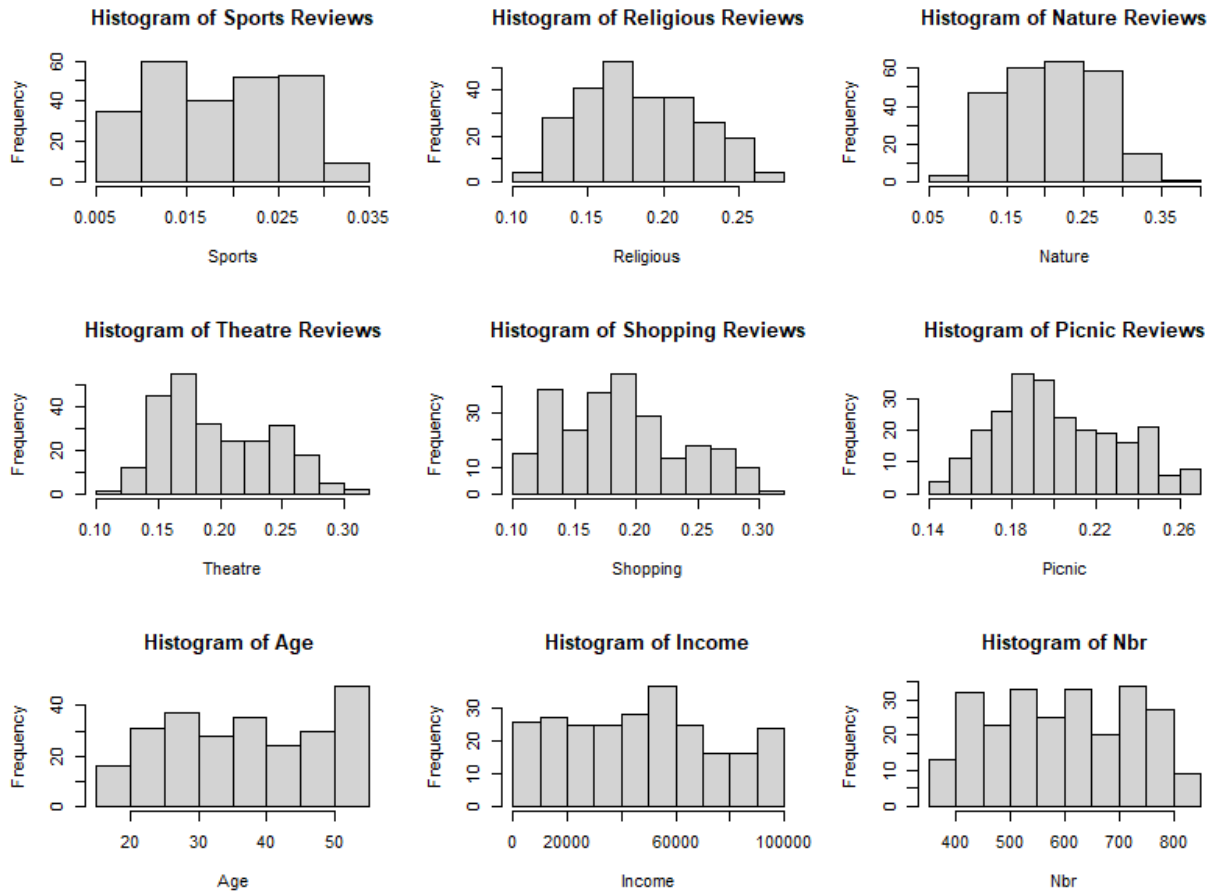 Histogram of Sports Reviews
Frequency
0 20 40 60
0.005 0.015 0.025 0.035
Sports
Histogram of Religious Reviews
Frequency
0 20 40
0.10 0.15 0.20 0.25
Religious
Histogram of Nature Reviews
Frequency
0 20 40 60
0.05 0.15 0.25 0.35
Nature
Histogram of Theatre Reviews
Frequency
0 20 40
0.10 0.15 0.20 0.25 0.30
Theatre
Histogram of Shopping Reviews
Frequency
0 10 30
0.10 0.15 0.20 0.25 0.30
Shopping
Histogram of Picnic Reviews
Frequency
0 10 20 30
0.14 0.18 0.22 0.26
Picnic
Histogram of Age
Frequency
0 20 40
20 30 40 50
Age
Histogram of Income
Frequency
0 10 20 30
0 20000 60000 100000
Income
Histogram of Nbr
Frequency
0 10 20 30
400 500 600 700 800
Nbr